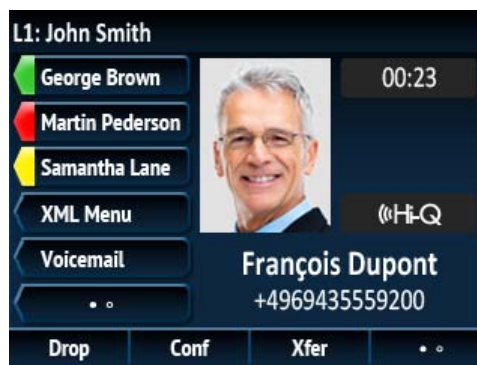 L1: John Smith
George Brown
00:23
Martin Pederson
Samantha Lane
XML Menu
Hi-Q
Voicemail
François Dupont
+4969435559200
Drop
Conf
Xfer